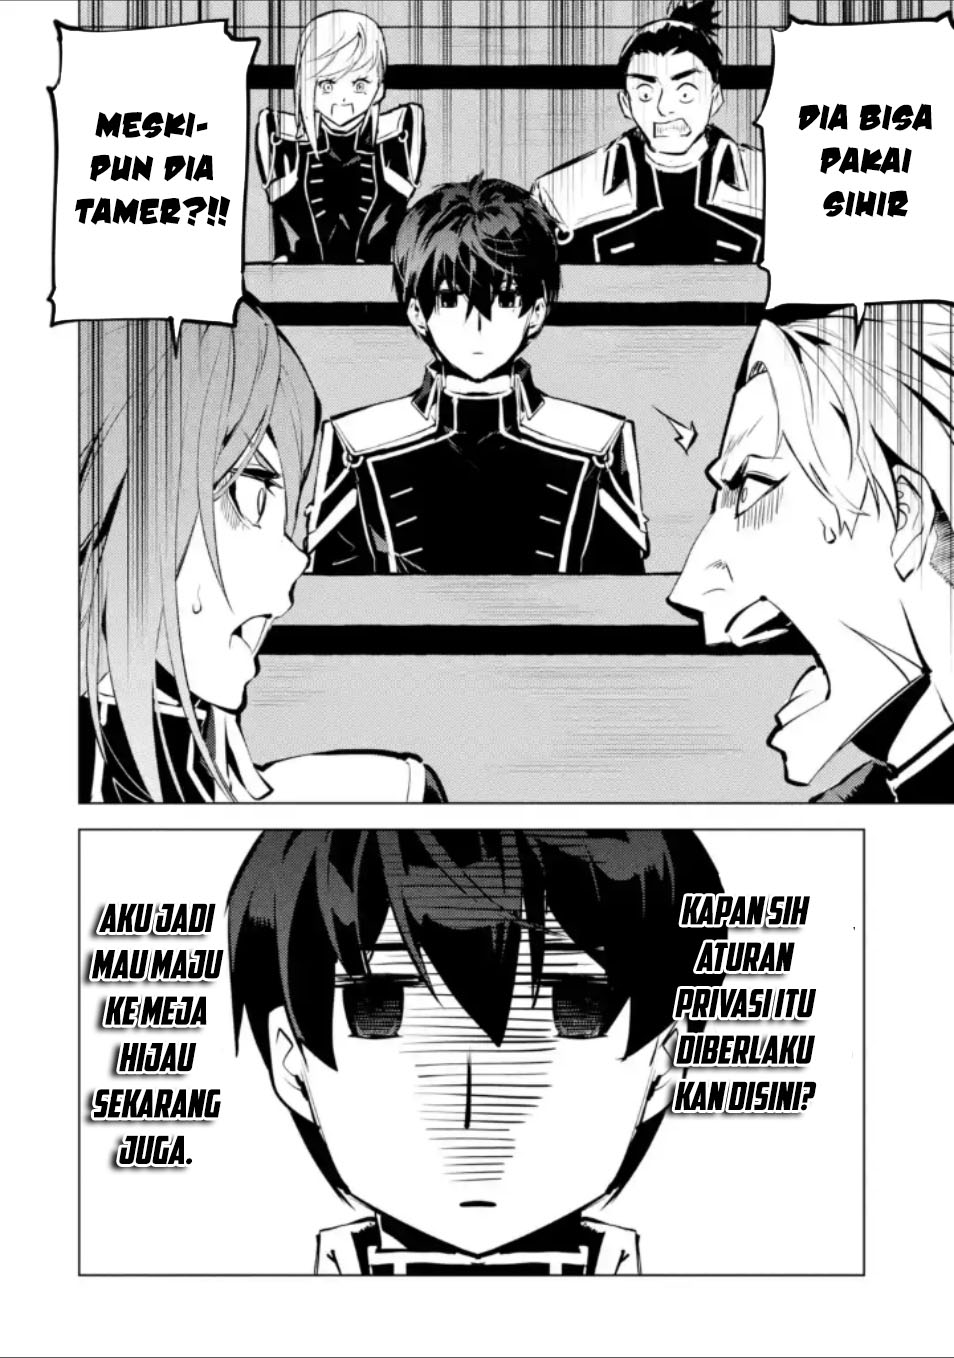 DIA BISA
PAKAI
SIHIR
MESKI-
PUN DIA
TAMER?!!
KAPAN SIH
ATURAN
PRIVASI ITU
DIBERLAKU
KAN DISINI?
AKU JADI
MAU MAJU
KE MEJA
HIJAU
SEKARANG
JUGA.